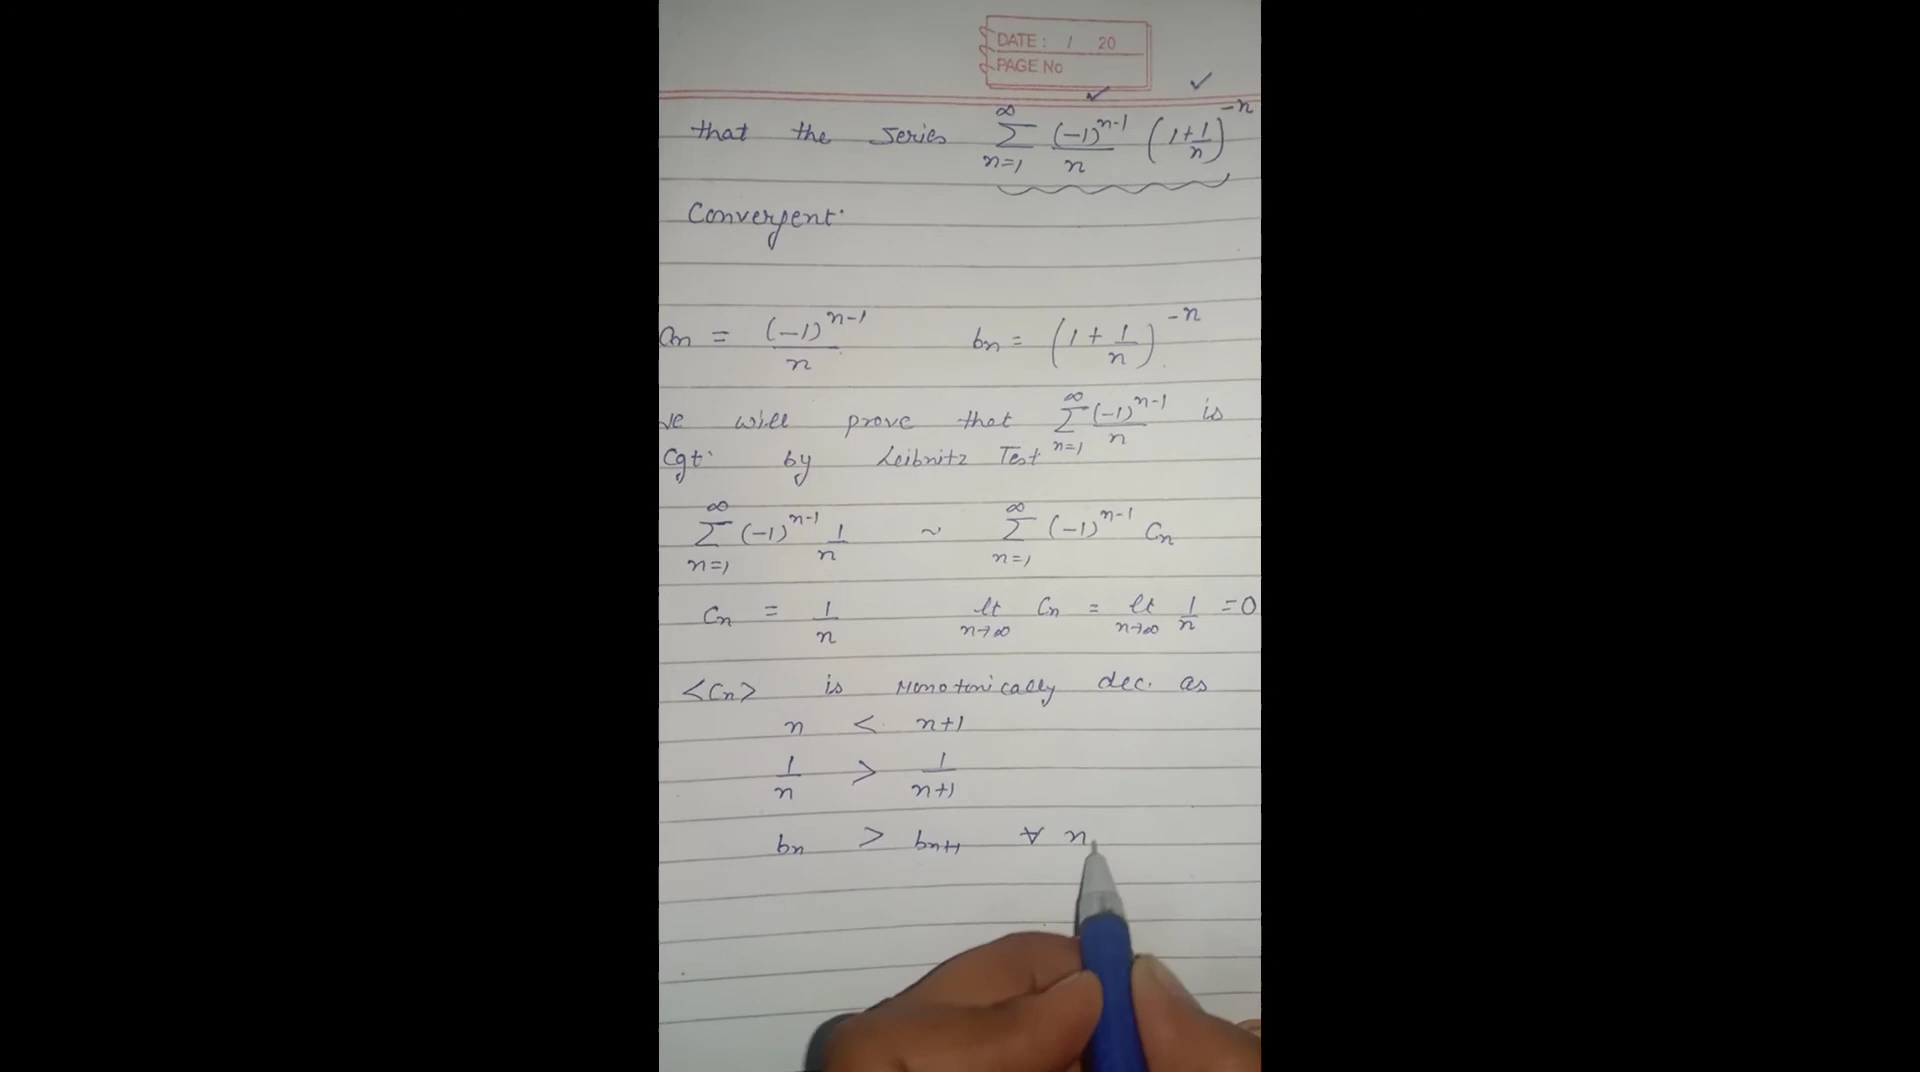 DATE : / 20
PAGE No
that the series ∞∑n=1 (-1)^{n-1}/n (1+1/n)^{-n}
Convergent.
an = (-1)^{n-1}/n bn = (1+1/n)^{-n}
we will prove that ∞∑n=1 (-1)^{n-1}/n is
Cgt. by Leibnitz Test
∞∑n=1 (-1)^{n-1} 1/n ~ ∞∑n=1 (-1)^{n-1} Cn
Cn = 1/n lt n→∞ Cn = lt n→∞ 1/n = 0
<Cn> is Monotonically dec. as
n < n+1
1/n > 1/n+1
bn > bn+1 ∀ n